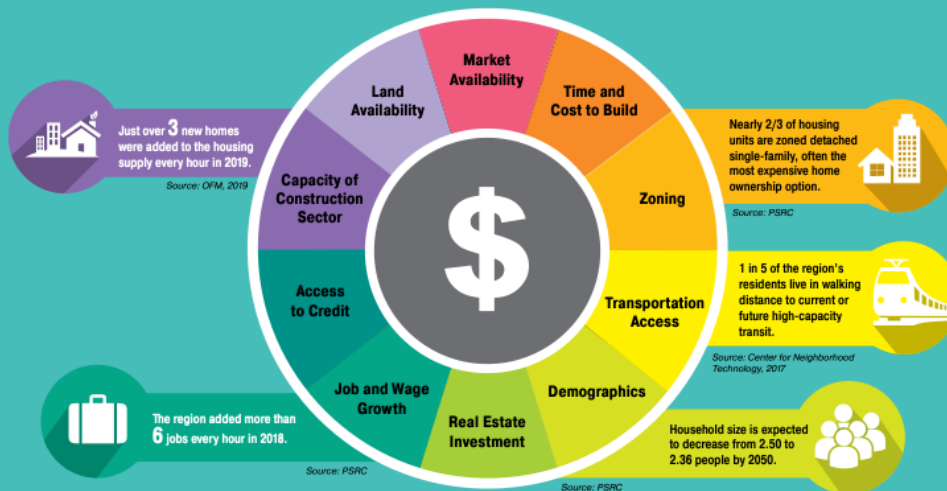 Market
Availability
Time and
Cost to Build
Zoning
Transportation
Access
Demographics
Real Estate
Investment
Job and Wage
Growth
Access
to Credit
Capacity of
Construction
Sector
Land
Availability
$
Just over 3 new homes
were added to the housing
supply every hour in 2019.
Source: OFM, 2019
Nearly 2/3 of housing
units are zoned detached
single-family, often the
most expensive home
ownership option.
Source: PSRC
1 in 5 of the region's
residents live in walking
distance to current or
future high-capacity
transit.
Source: Center for Neighborhood
Technology, 2017
The region added more than
6 jobs every hour in 2018.
Source: PSRC
Household size is expected
to decrease from 2.50 to
2.36 people by 2050.
Source: PSRC